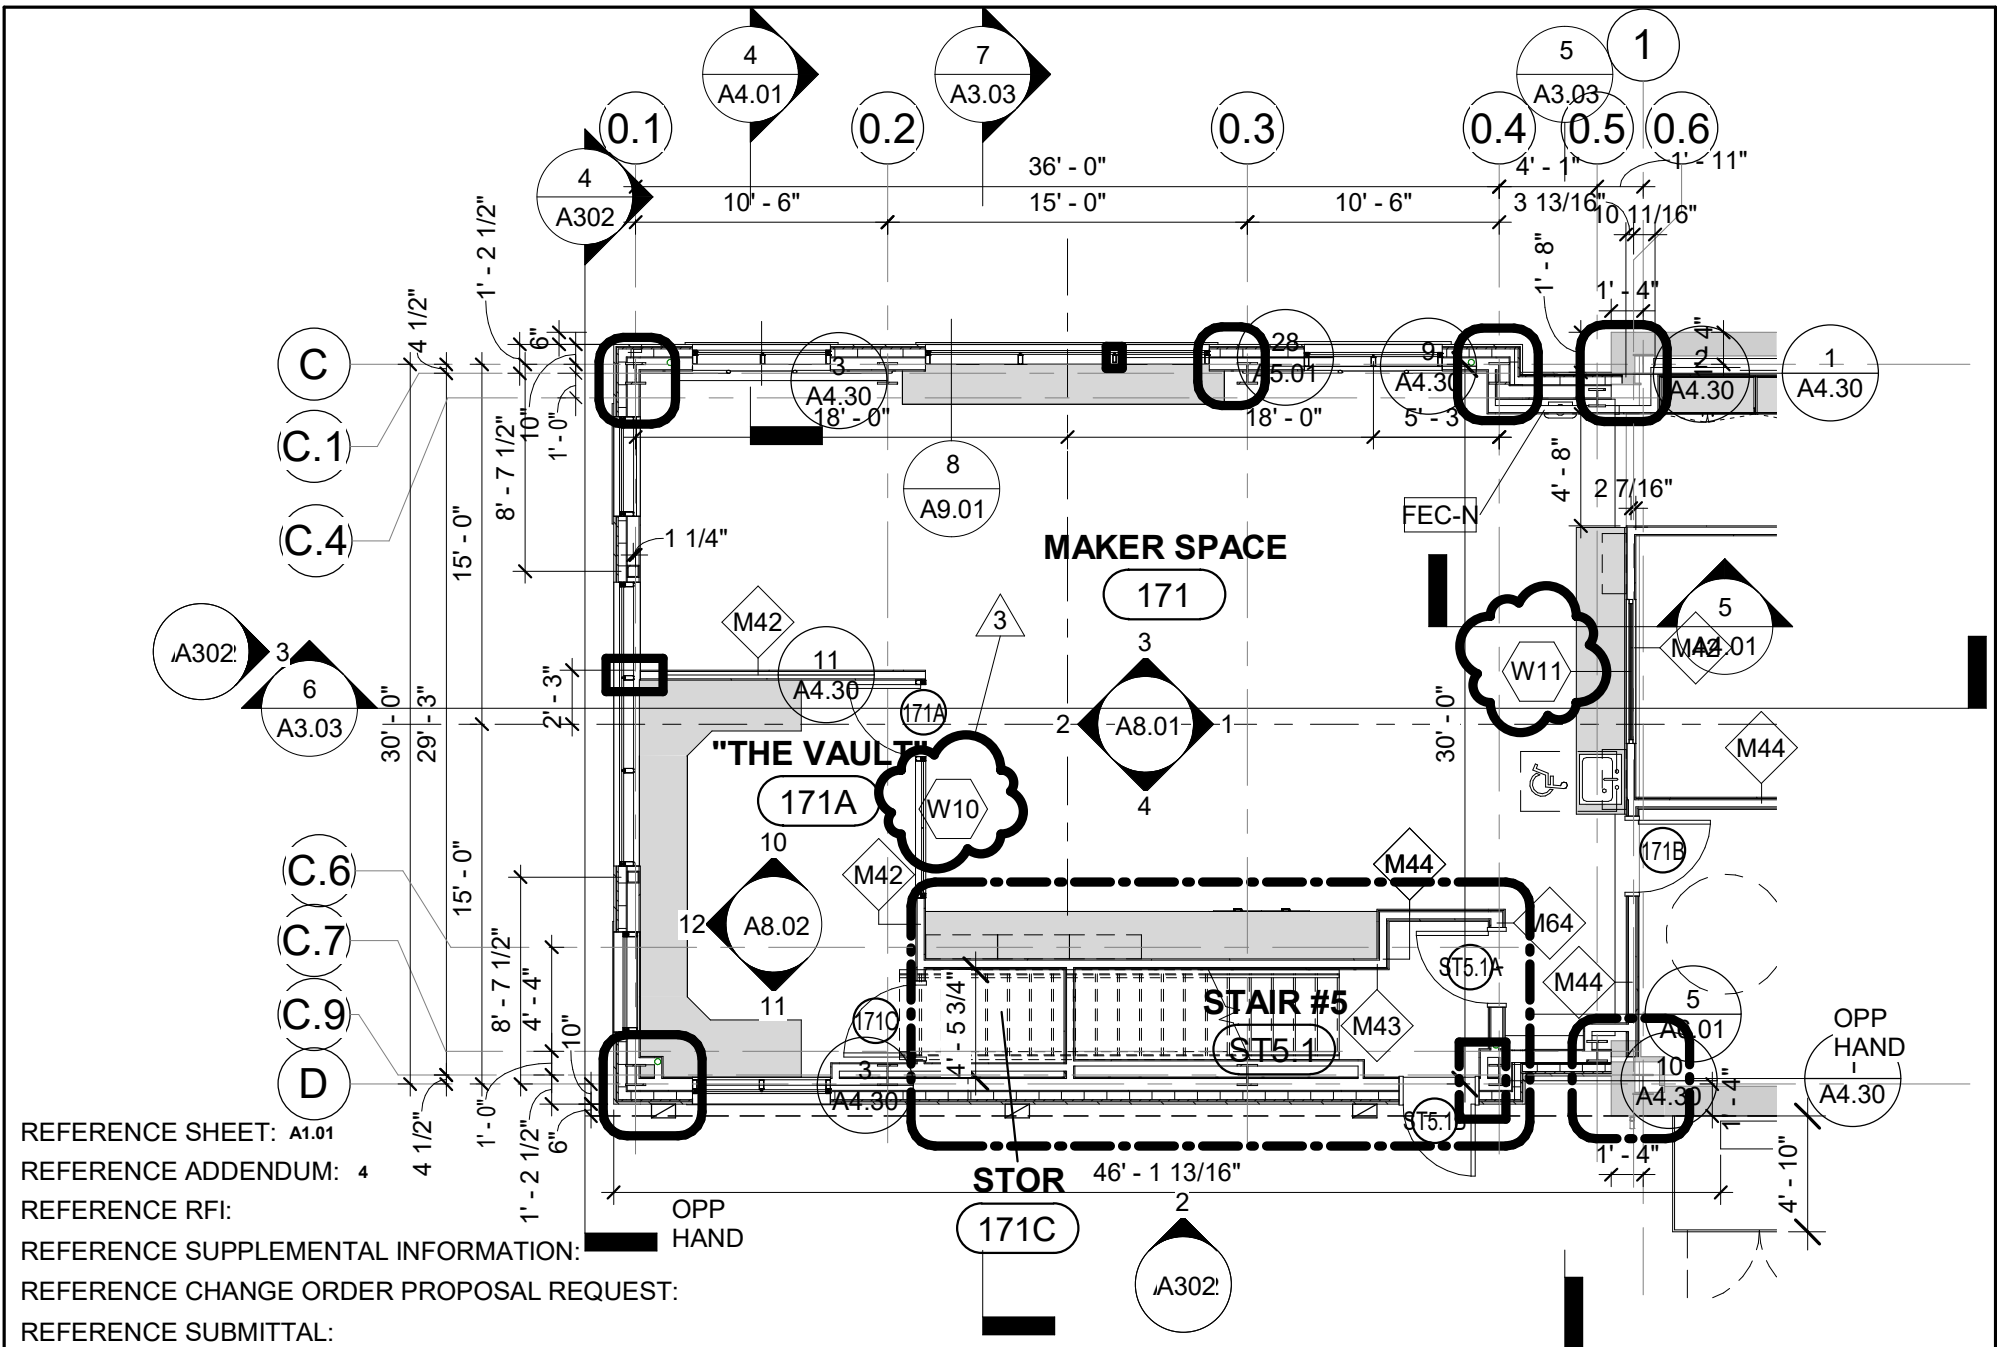 4
A4.01
7
A3.03
5
A3.03
1
0.1
0.2
0.3
0.4
0.5
0.6
4
A302
36' - 0"
4' - 1"
1' - 11"
10' - 6"
15' - 0"
10' - 6"
3 13/16"
10 11/16"
1' - 2 1/2"
4 1/2"
6"
1' - 8"
1' - 4"
1' - 4"
C
3
A4.30
28
A5.01
9
A4.30
2
A4.30
1
A4.30
10"
1' - 0"
18' - 0"
18' - 0"
5' - 3
C.1
8' - 7 1/2"
8
A9.01
4' - 8"
2 7/16"
C.4
15' - 0"
1 1/4"
FEC-N
MAKER SPACE
171
M42
3
5
A4.01
M42
A302
3
6
A3.03
11
A4.30
W11
2' - 3"
171A
3
2
A8.01
1
4
30' - 0"
29' - 3"
30' - 0"
M44
"THE VAULT"
171A
W10
10
171B
C.6
15' - 0"
M42
M44
12
A8.02
11
M64
C.7
8' - 7 1/2"
4' - 4"
ST5.1A
M44
C.9
10"
171C
4' - 5 3/4"
STAIR #5
ST5.1
M43
5
A6.01
OPP
HAND
D
3
A4.30
10
A4.30
1' - 4"
1
A4.30
REFERENCE SHEET: A1.01
4 1/2"
1' - 0"
6"
ST5.1B
REFERENCE ADDENDUM: 4
1' - 2 1/2"
STOR
171C
46' - 1 13/16"
1' - 4"
4' - 10"
REFERENCE RFI:
OPP
HAND
2
A302
REFERENCE SUPPLEMENTAL INFORMATION:
REFERENCE CHANGE ORDER PROPOSAL REQUEST:
REFERENCE SUBMITTAL: